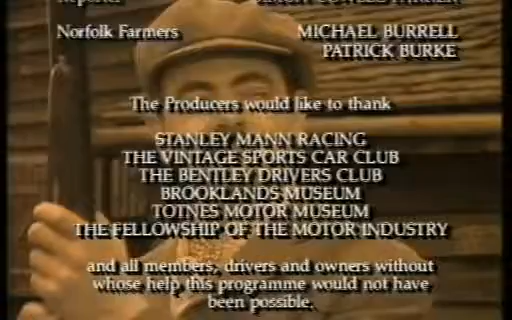 Norfolk Farmers MICHAEL BURRELL
PATRICK BURKE
The Producers would like to thank
STANLEY MANN RACING
THE VINTAGE SPORTS CAR CLUB
THE BENTLEY DRIVERS CLUB
BROOKLANDS MUSEUM
TOTNES MOTOR MUSEUM
THE FELLOWSHIP OF THE MOTOR INDUSTRY
and all members, drivers and owners without
whose help this programme would not have
been possible.